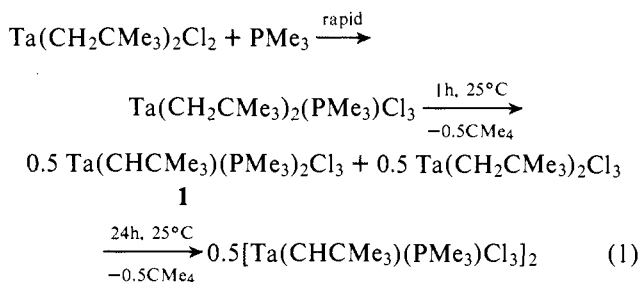 Ta(CH₂CMe₃)₂Cl₂ + PMe₃ rapid→
Ta(CH₂CMe₃)₂(PMe₃)Cl₃ 1h, 25°C −0.5CMe₄→
0.5 Ta(CHCMe₃)(PMe₃)₂Cl₃ + 0.5 Ta(CH₂CMe₃)₂Cl₃
1
24h, 25°C −0.5CMe₄→ 0.5[Ta(CHCMe₃)(PMe₃)Cl₃]₂ (1)